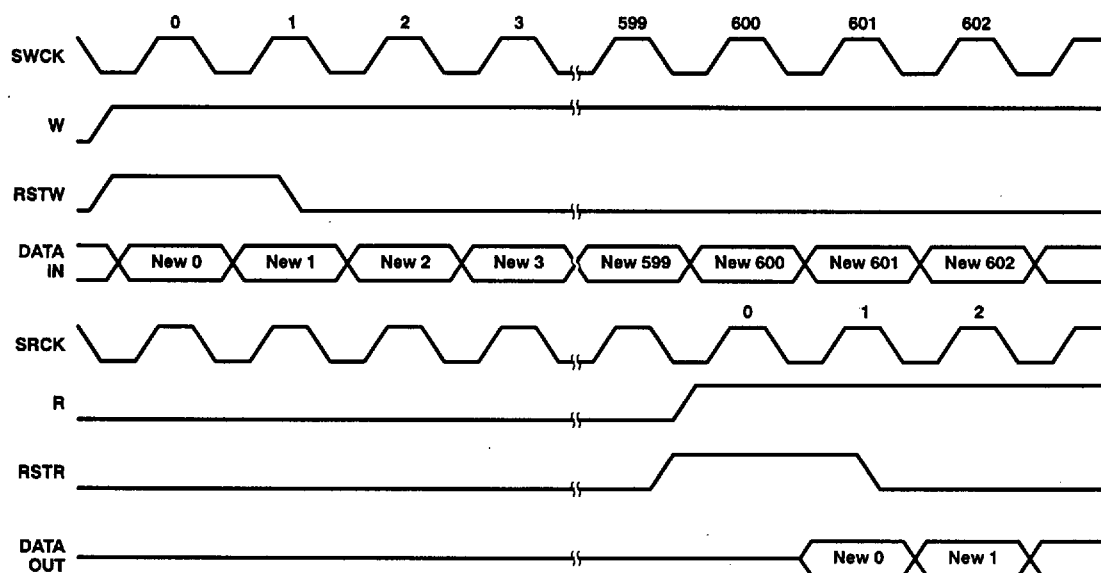 0 1 2 3 599 600 601 602
SWCK
W
RSTW
DATA IN
New 0 New 1 New 2 New 3 New 599 New 600 New 601 New 602
0 1 2
SRCK
R
RSTR
DATA OUT
New 0 New 1